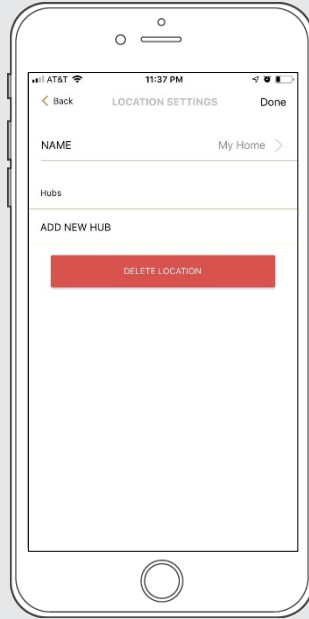 AT&T 11:37 PM
Back LOCATION SETTINGS Done
NAME My Home
Hubs
ADD NEW HUB
DELETE LOCATION